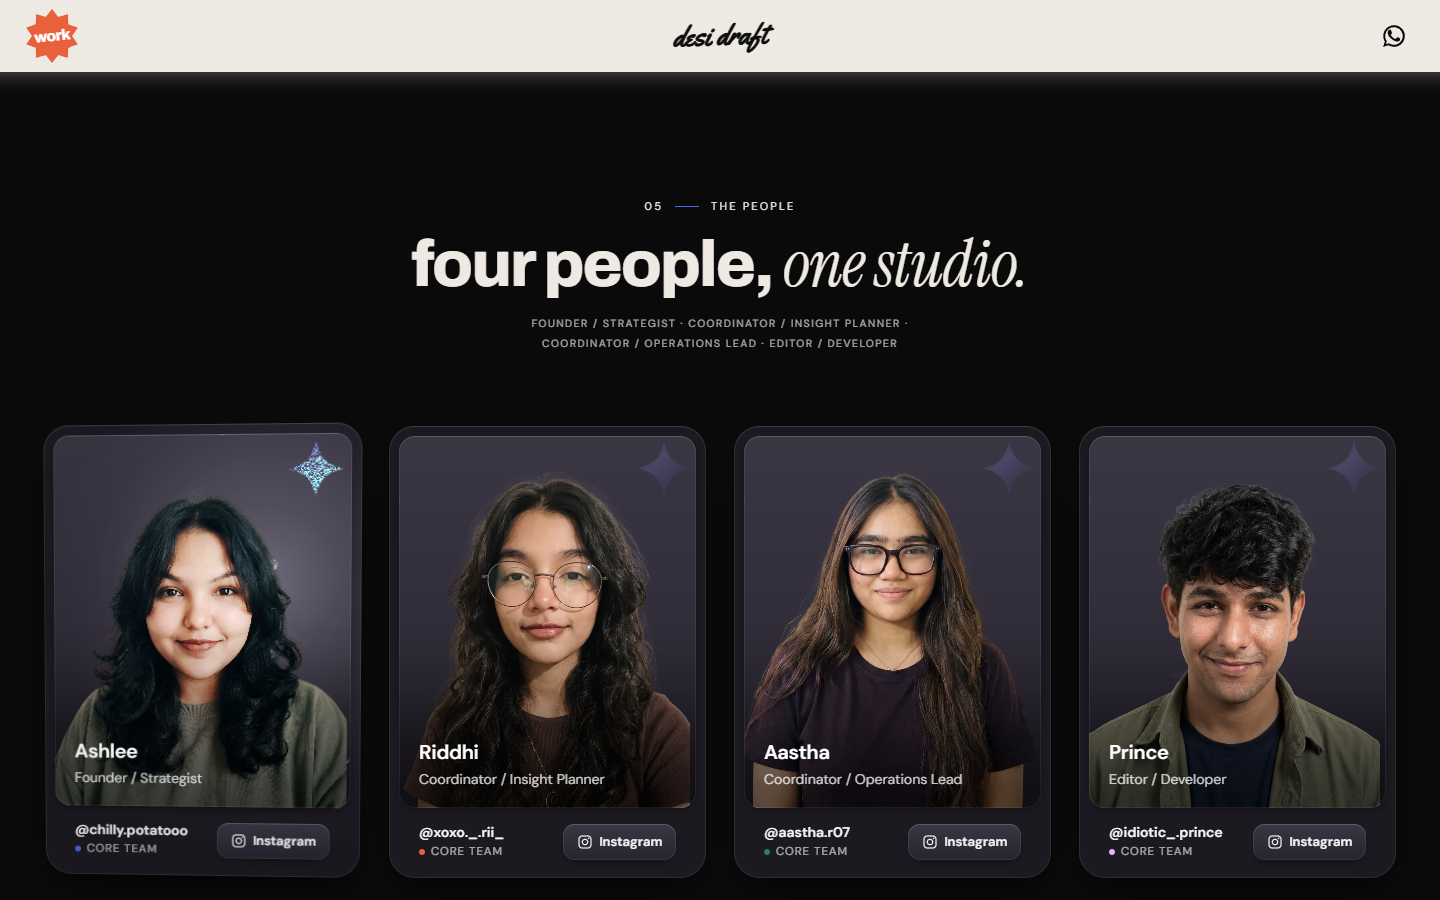 work
desi draft
05 THE PEOPLE
four people, one studio.
FOUNDER / STRATEGIST · COORDINATOR / INSIGHT PLANNER ·
COORDINATOR / OPERATIONS LEAD · EDITOR / DEVELOPER
Ashlee
Founder / Strategist
@chilly.potatooo
CORE TEAM
Instagram
Riddhi
Coordinator / Insight Planner
@xoxo._.rii_
CORE TEAM
Instagram
Aastha
Coordinator / Operations Lead
@aastha.r07
CORE TEAM
Instagram
Prince
Editor / Developer
@idiotic_.prince
CORE TEAM
Instagram